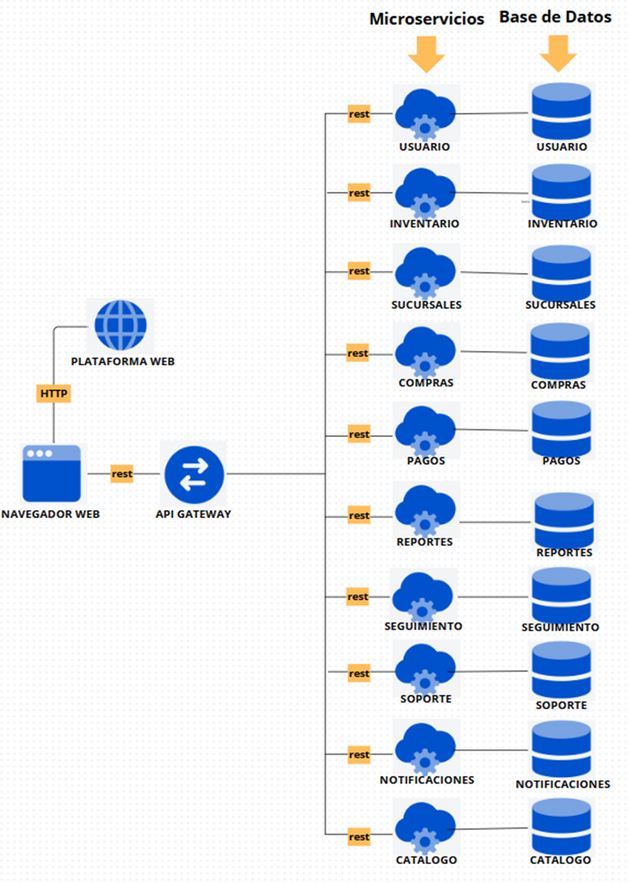 Microservicios Base de Datos
rest
USUARIO USUARIO
rest
INVENTARIO INVENTARIO
rest
SUCURSALES SUCURSALES
PLATAFORMA WEB
rest
COMPRAS COMPRAS
HTTP
rest
PAGOS PAGOS
rest
NAVEGADOR WEB API GATEWAY
rest
REPORTES REPORTES
rest
SEGUIMIENTO SEGUIMIENTO
rest
SOPORTE SOPORTE
rest
NOTIFICACIONES NOTIFICACIONES
rest
CATALOGO CATALOGO